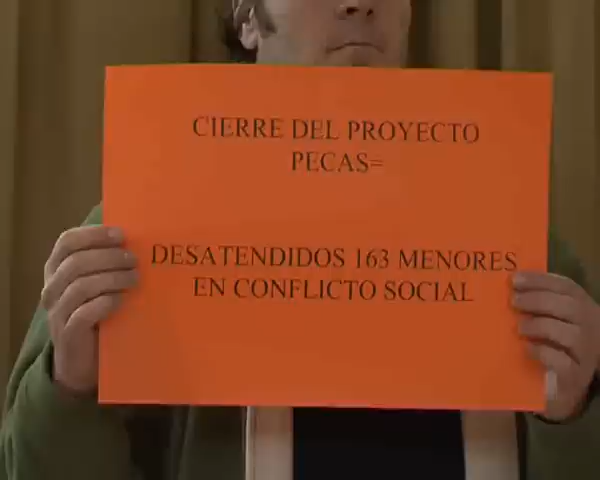 CIERRE DEL PROYECTO
PECAS=
DESATENDIDOS 163 MENORES
EN CONFLICTO SOCIAL